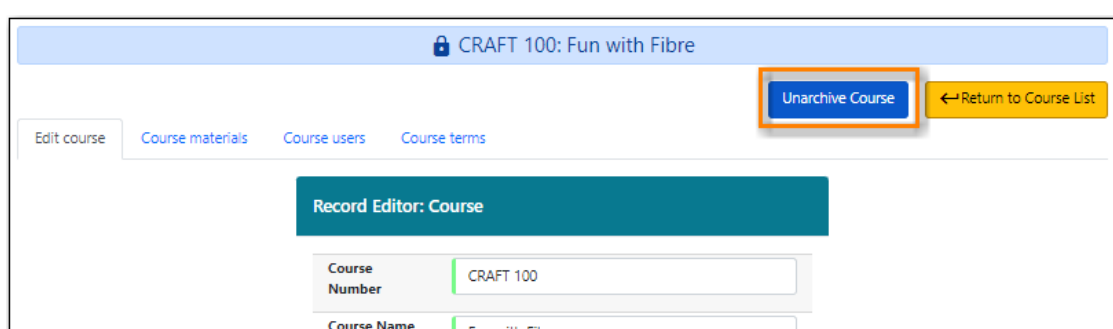 CRAFT 100: Fun with Fibre
Unarchive Course
Return to Course List
Edit course
Course materials
Course users
Course terms
Record Editor: Course
Course
Number
CRAFT 100
Course Name